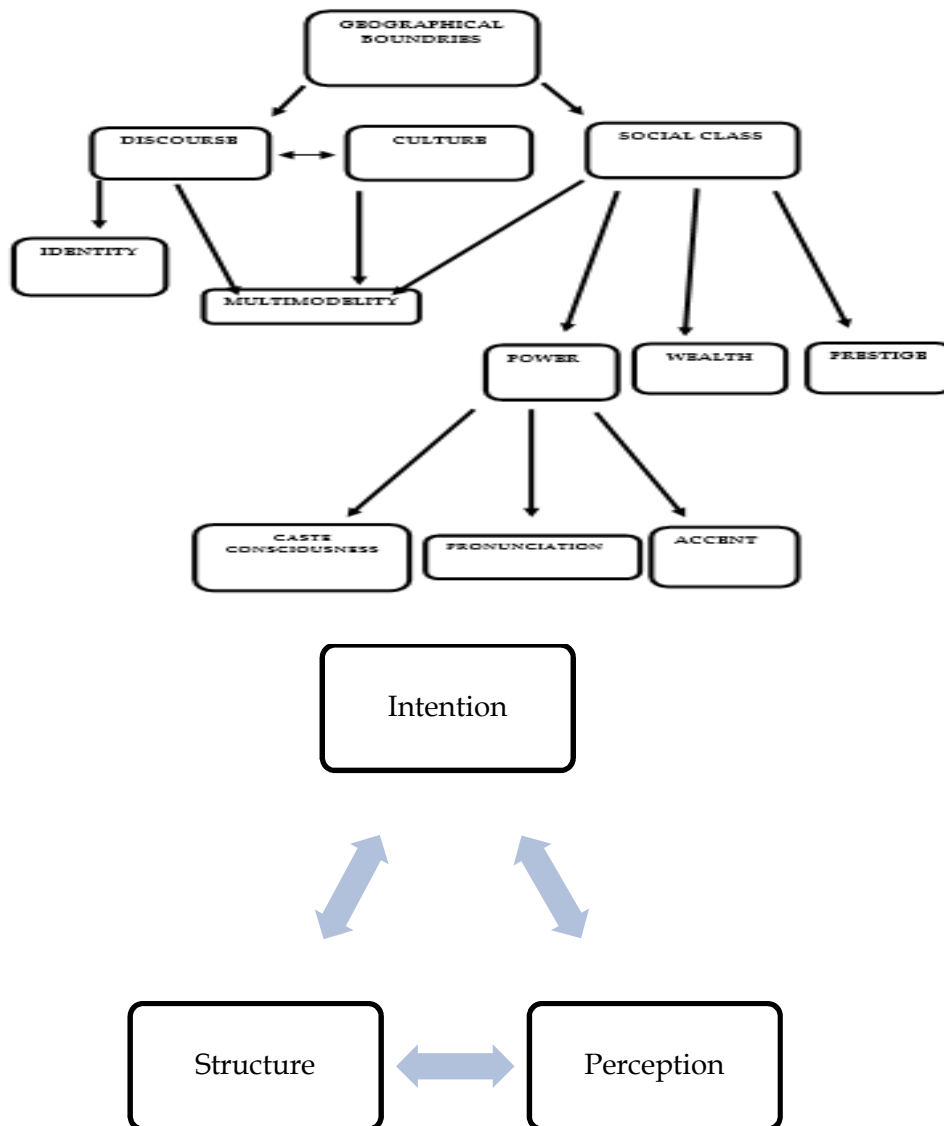 GEOGRAPHICAL
BOUNDRIES
DISCOURSE
CULTURE
SOCIAL CLASS
IDENTITY
MULTIMODELITY
POWER
WEALTH
PRESTIGE
CASTE
CONSCIOUSNESS
PRONUNCIATION
ACCENT
Intention
Structure
Perception